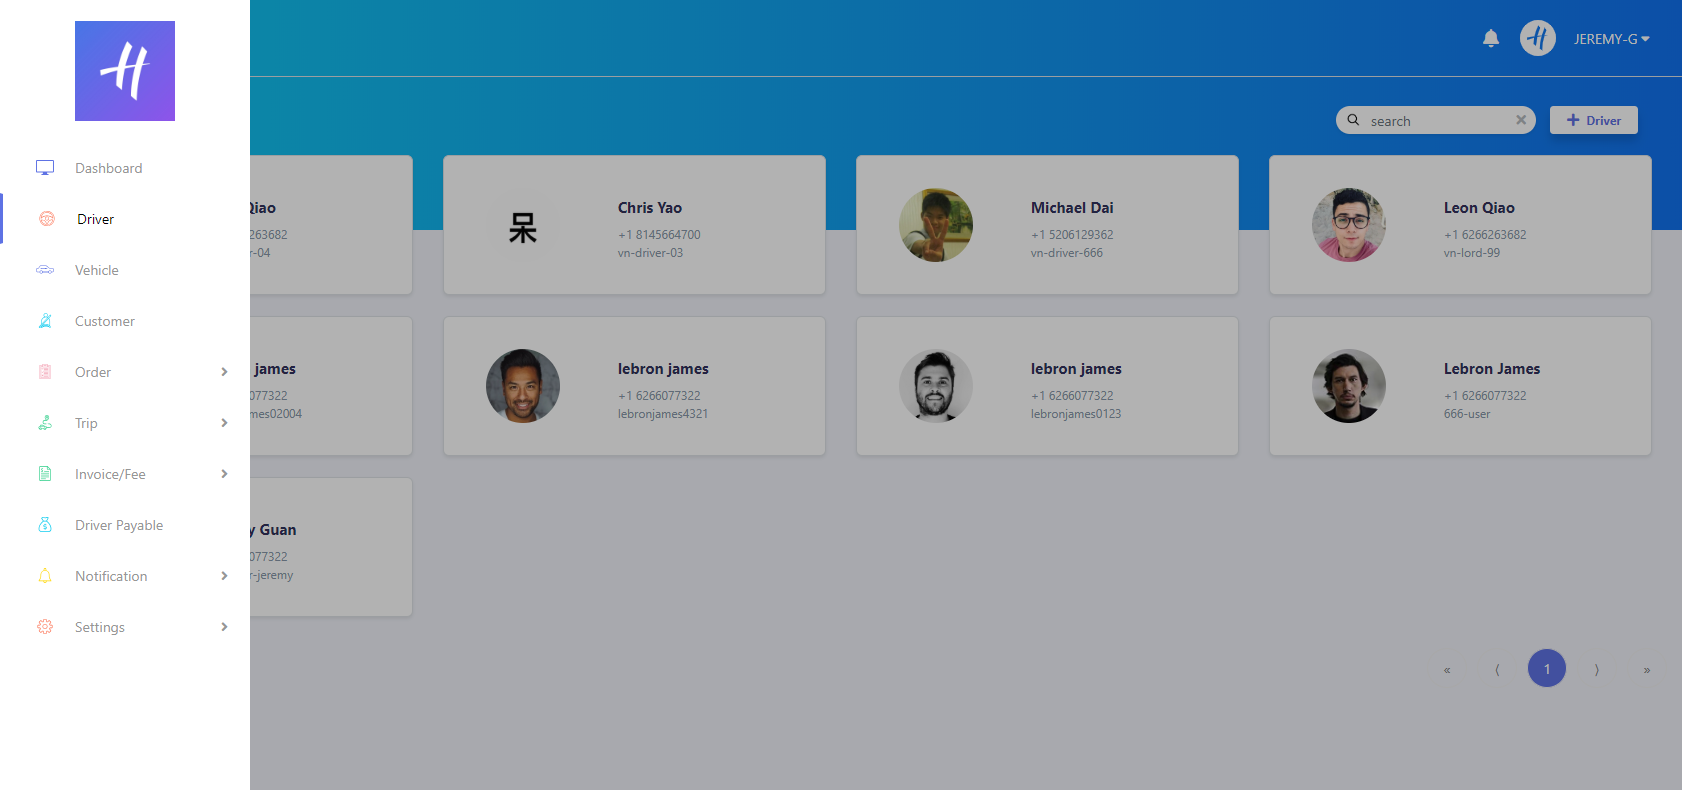 JEREMY-G
search
Driver
Dashboard
Driver
Vehicle
Customer
Order
Trip
Invoice/Fee
Driver Payable
Notification
Settings
Qiao
263682
r-04
呆
Chris Yao
+1 8145664700
vn-driver-03
Michael Dai
+1 5206129362
vn-driver-666
Leon Qiao
+1 6266263682
vn-lord-99
james
077322
mes02004
lebron james
+1 6266077322
lebronjames4321
lebron james
+1 6266077322
lebronjames0123
Lebron James
+1 6266077322
666-user
y Guan
077322
r-jeremy
« ⟨ 1 ⟩ »